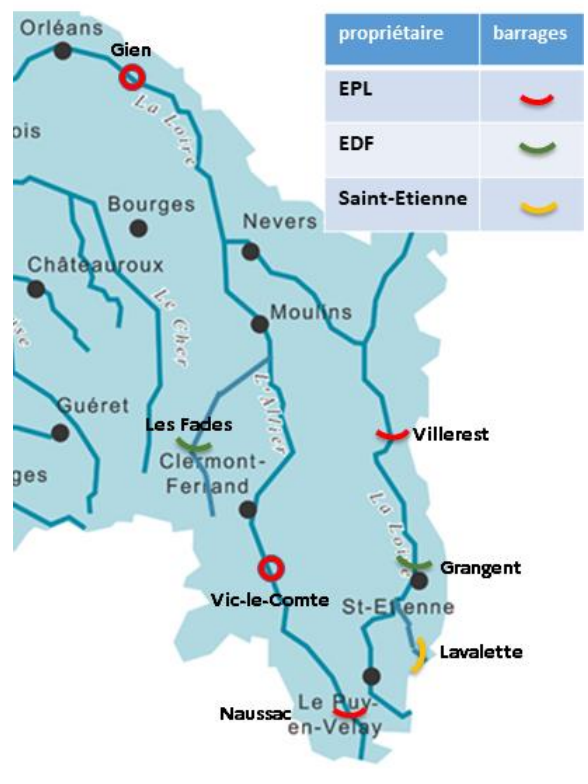 propriétaire barrages
EPL
EDF
Saint-Etienne
Orléans
Gien
La Loire
ois
Bourges
Nevers
Châteauroux
Le Cher
Moulins
L'Allier
Guéret
Les Fades
Clermont-
Ferrand
Villerest
ges
La Loire
Grangent
Vic-le-Comte
St-Etienne
Lavalette
Naussac
Le Puy-
en-Velay